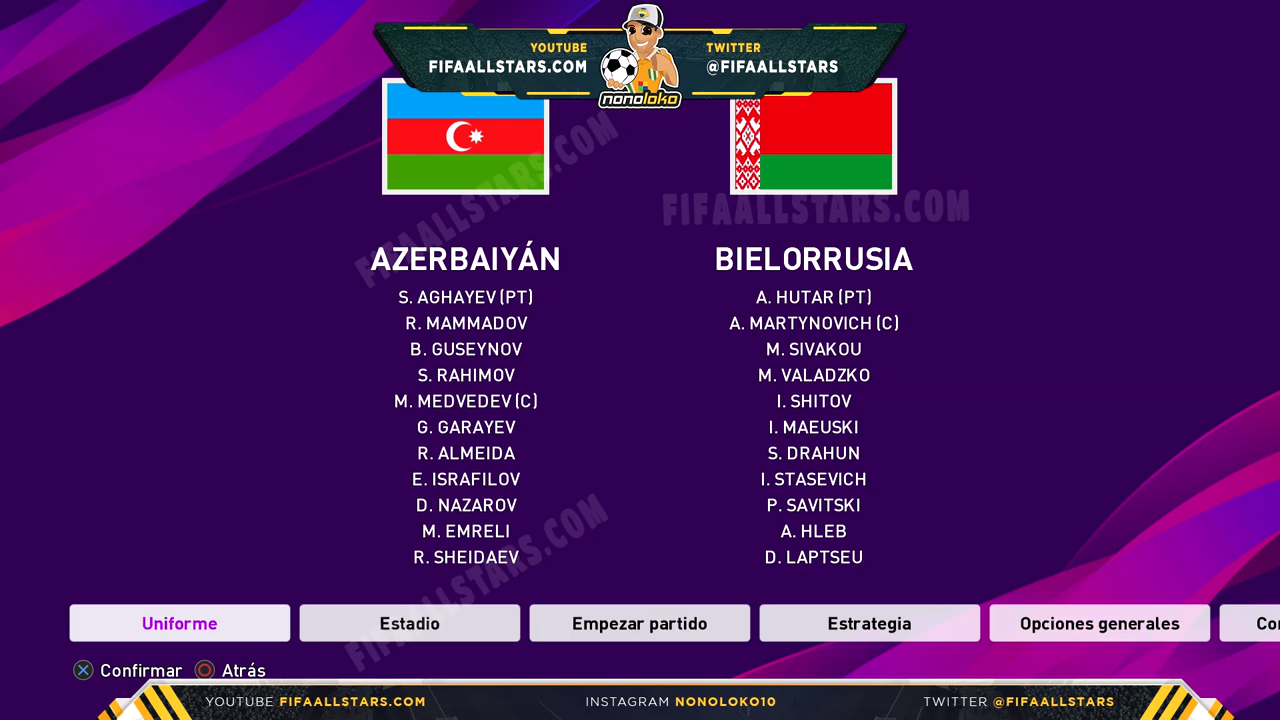 YOUTUBE
FIFAALLSTARS.COM
TWITTER
@FIFAALLSTARS
nonoloko
FIFAALLSTARS.COM
FIFAALLSTARS.COM
AZERBAIYÁN
S. AGHAYEV (PT)
R. MAMMADOV
B. GUSEYNOV
S. RAHIMOV
M. MEDVEDEV (C)
G. GARAYEV
R. ALMEIDA
E. ISRAFILOV
D. NAZAROV
M. EMRELI
R. SHEIDAEV
BIELORRUSIA
A. HUTAR (PT)
A. MARTYNOVICH (C)
M. SIVAKOU
M. VALADZKO
I. SHITOV
I. MAEUSKI
S. DRAHUN
I. STASEVICH
P. SAVITSKI
A. HLEB
D. LAPTSEU
FIFAALLSTARS.COM
Uniforme
Estadio
Empezar partido
Estrategia
Opciones generales
Confirmar
Atrás
YOUTUBE FIFAALLSTARS.COM
INSTAGRAM NONOLOKO10
TWITTER @FIFAALLSTARS